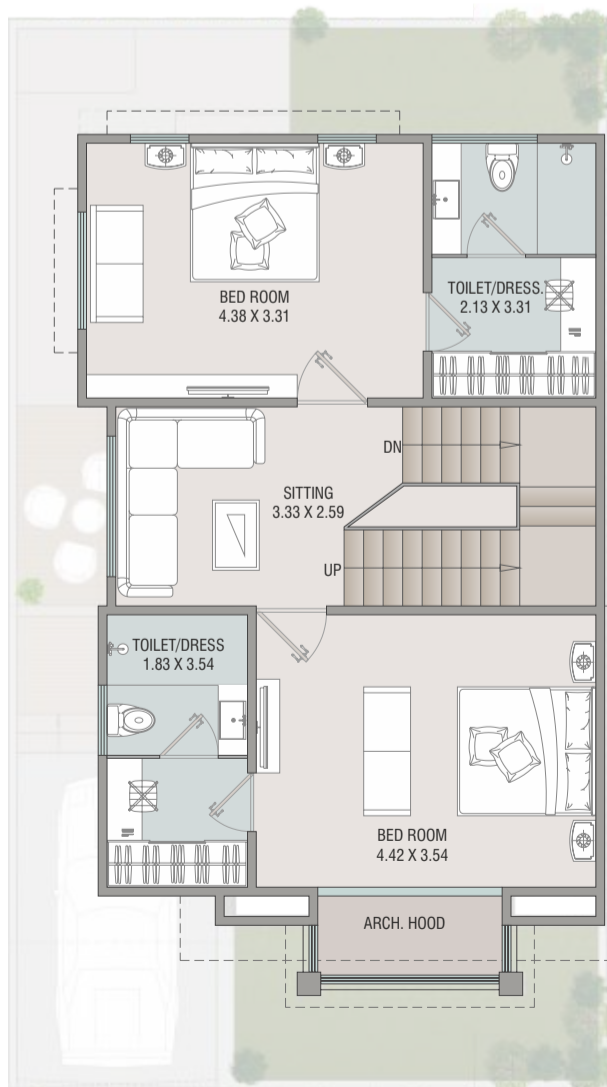 BED ROOM
4.38 X 3.31
TOILET/DRESS.
2.13 X 3.31
DN
SITTING
3.33 X 2.59
UP
TOILET/DRESS
1.83 X 3.54
BED ROOM
4.42 X 3.54
ARCH. HOOD